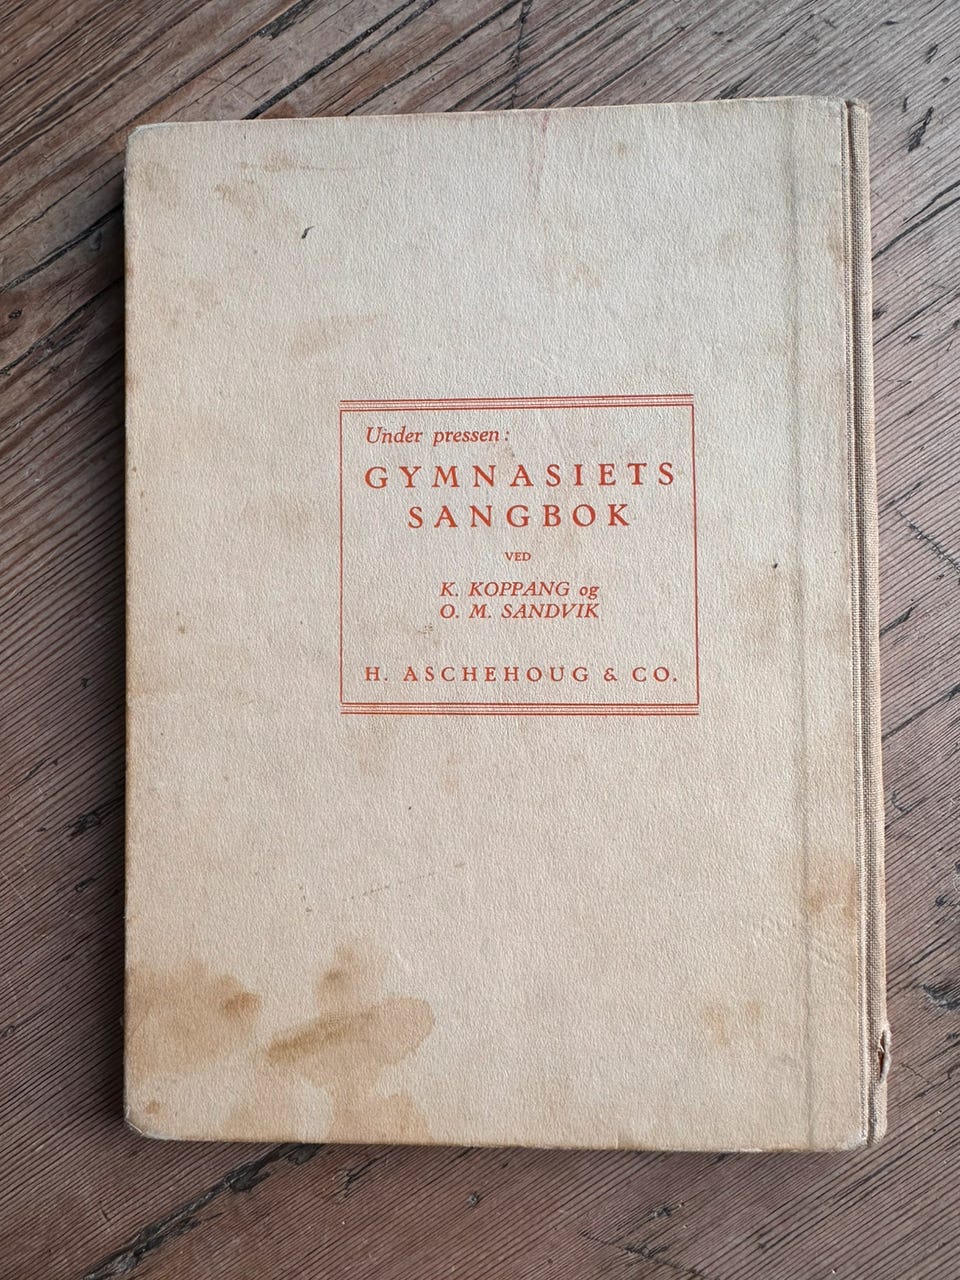 Under pressen:
GYMNASIETS
SANGBOK
VED
K. KOPPANG og
O. M. SANDVIK
H. ASCHEHOUG & CO.